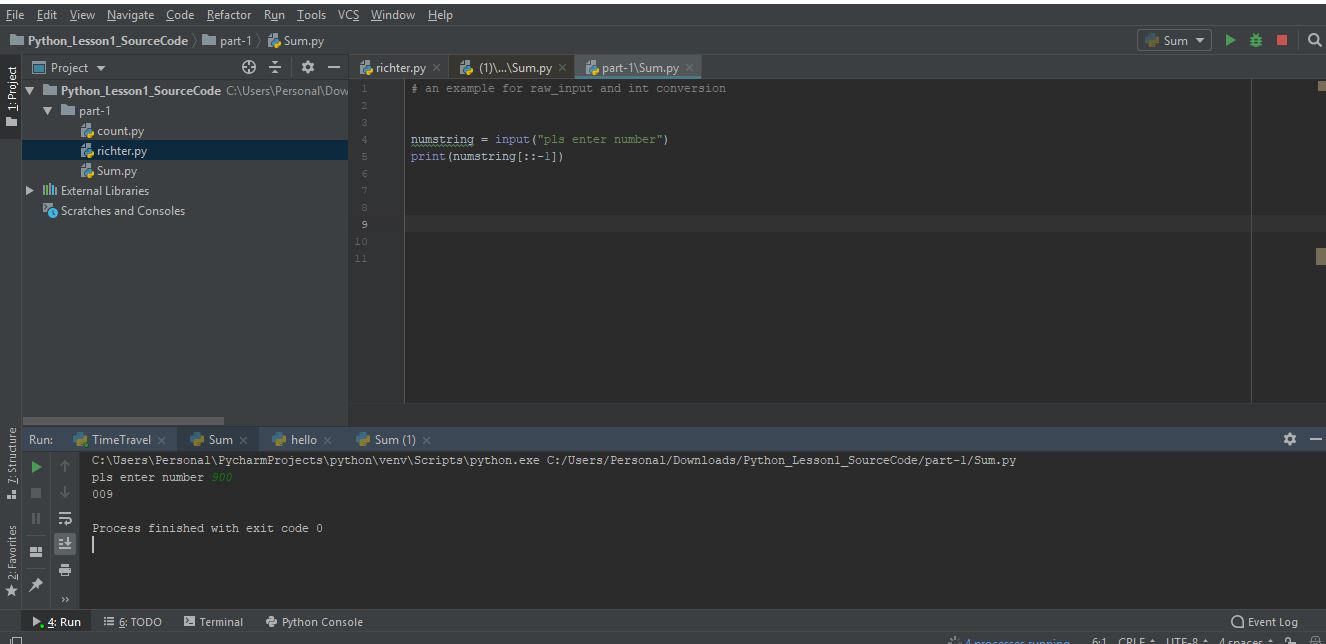 File Edit View Navigate Code Refactor Run Tools VCS Window Help
Python_Lesson1_SourceCode part-1 Sum.py
Sum
1: Project
Project
Python_Lesson1_SourceCode C:\Users\Personal\Dow
part-1
count.py
richter.py
Sum.py
External Libraries
Scratches and Consoles
richter.py (1)\...\Sum.py part-1\Sum.py
1 # an example for raw_input and int conversion
2
3
4 numstring = input("pls enter number")
5 print(numstring[::-1])
6
7
8
9
10
11
7: Structure
2: Favorites
Run: TimeTravel Sum hello Sum (1)
C:\Users\Personal\PycharmProjects\python\venv\Scripts\python.exe C:/Users/Personal/Downloads/Python_Lesson1_SourceCode/part-1/Sum.py
pls enter number 900
009
Process finished with exit code 0
4: Run 6: TODO Terminal Python Console Event Log
4 processes running 6:1 CRLF UTF-8 4 spaces